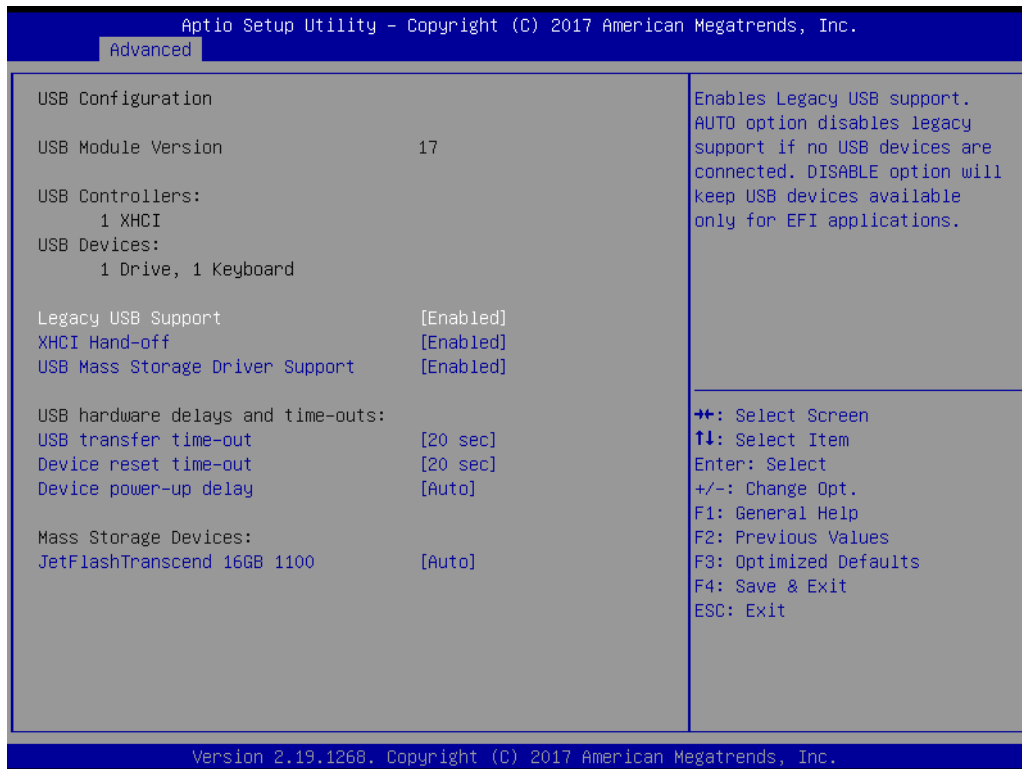 Aptio Setup Utility – Copyright (C) 2017 American Megatrends, Inc.
Advanced
USB Configuration
USB Module Version 17
USB Controllers:
1 XHCI
USB Devices:
1 Drive, 1 Keyboard
Legacy USB Support [Enabled]
XHCI Hand-off [Enabled]
USB Mass Storage Driver Support [Enabled]
USB hardware delays and time-outs:
USB transfer time-out [20 sec]
Device reset time-out [20 sec]
Device power-up delay [Auto]
Mass Storage Devices:
JetFlashTranscend 16GB 1100 [Auto]
Enables Legacy USB support.
AUTO option disables legacy
support if no USB devices are
connected. DISABLE option will
keep USB devices available
only for EFI applications.
→←: Select Screen
↑↓: Select Item
Enter: Select
+/-: Change Opt.
F1: General Help
F2: Previous Values
F3: Optimized Defaults
F4: Save & Exit
ESC: Exit
Version 2.19.1268. Copyright (C) 2017 American Megatrends, Inc.